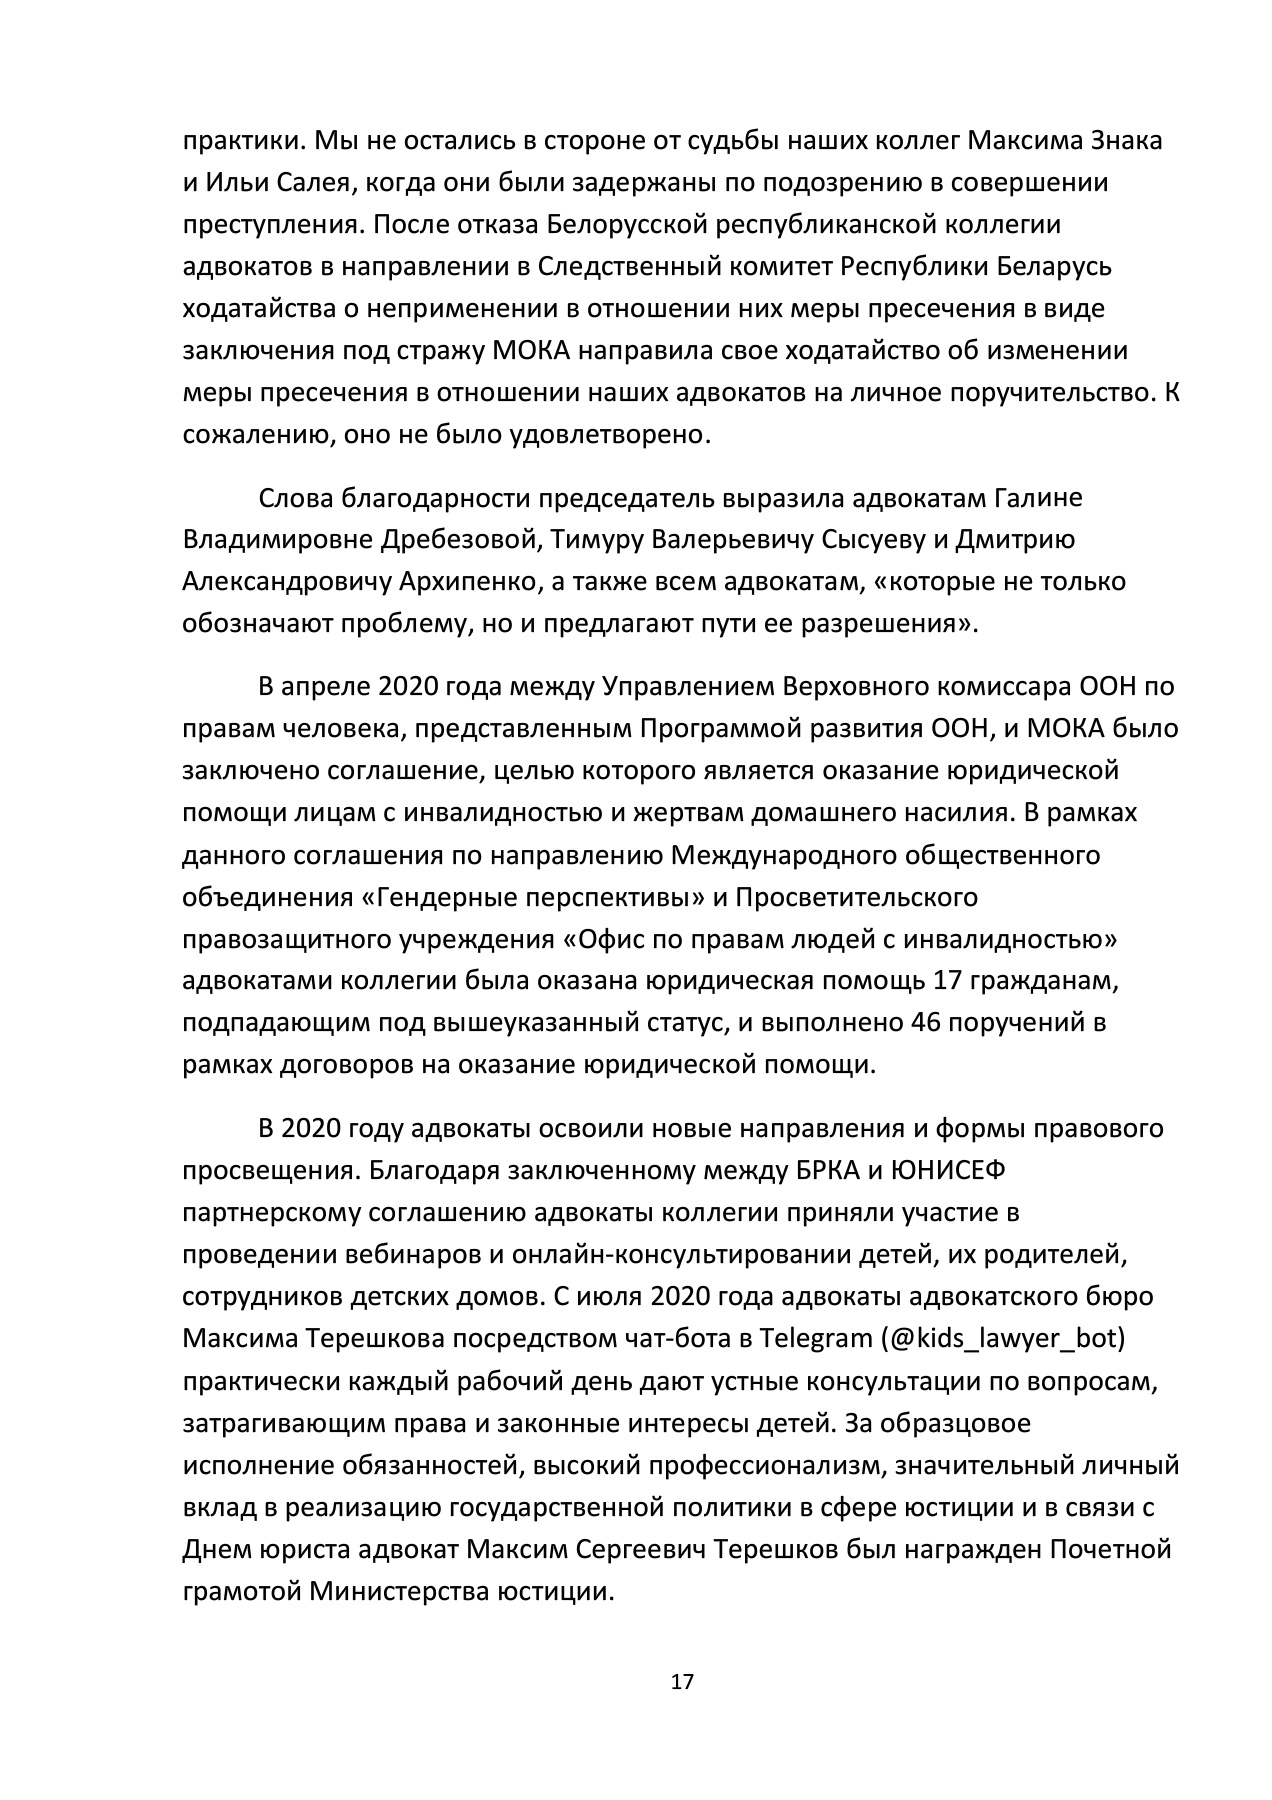 практики. Мы не остались в стороне от судьбы наших коллег Максима Знака
и Ильи Салея, когда они были задержаны по подозрению в совершении
преступления. После отказа Белорусской республиканской коллегии
адвокатов в направлении в Следственный комитет Республики Беларусь
ходатайства о неприменении в отношении них меры пресечения в виде
заключения под стражу МОКА направила свое ходатайство об изменении
меры пресечения в отношении наших адвокатов на личное поручительство. К
сожалению, оно не было удовлетворено.
Слова благодарности председатель выразила адвокатам Галине
Владимировне Дребезовой, Тимуру Валерьевичу Сысуеву и Дмитрию
Александровичу Архипенко, а также всем адвокатам, «которые не только
обозначают проблему, но и предлагают пути ее разрешения».
В апреле 2020 года между Управлением Верховного комиссара ООН по
правам человека, представленным Программой развития ООН, и МОКА было
заключено соглашение, целью которого является оказание юридической
помощи лицам с инвалидностью и жертвам домашнего насилия. В рамках
данного соглашения по направлению Международного общественного
объединения «Гендерные перспективы» и Просветительского
правозащитного учреждения «Офис по правам людей с инвалидностью»
адвокатами коллегии была оказана юридическая помощь 17 гражданам,
подпадающим под вышеуказанный статус, и выполнено 46 поручений в
рамках договоров на оказание юридической помощи.
В 2020 году адвокаты освоили новые направления и формы правового
просвещения. Благодаря заключенному между БРКА и ЮНИСЕФ
партнерскому соглашению адвокаты коллегии приняли участие в
проведении вебинаров и онлайн-консультировании детей, их родителей,
сотрудников детских домов. С июля 2020 года адвокаты адвокатского бюро
Максима Терешкова посредством чат-бота в Telegram (@kids_lawyer_bot)
практически каждый рабочий день дают устные консультации по вопросам,
затрагивающим права и законные интересы детей. За образцовое
исполнение обязанностей, высокий профессионализм, значительный личный
вклад в реализацию государственной политики в сфере юстиции и в связи с
Днем юриста адвокат Максим Сергеевич Терешков был награжден Почетной
грамотой Министерства юстиции.
17